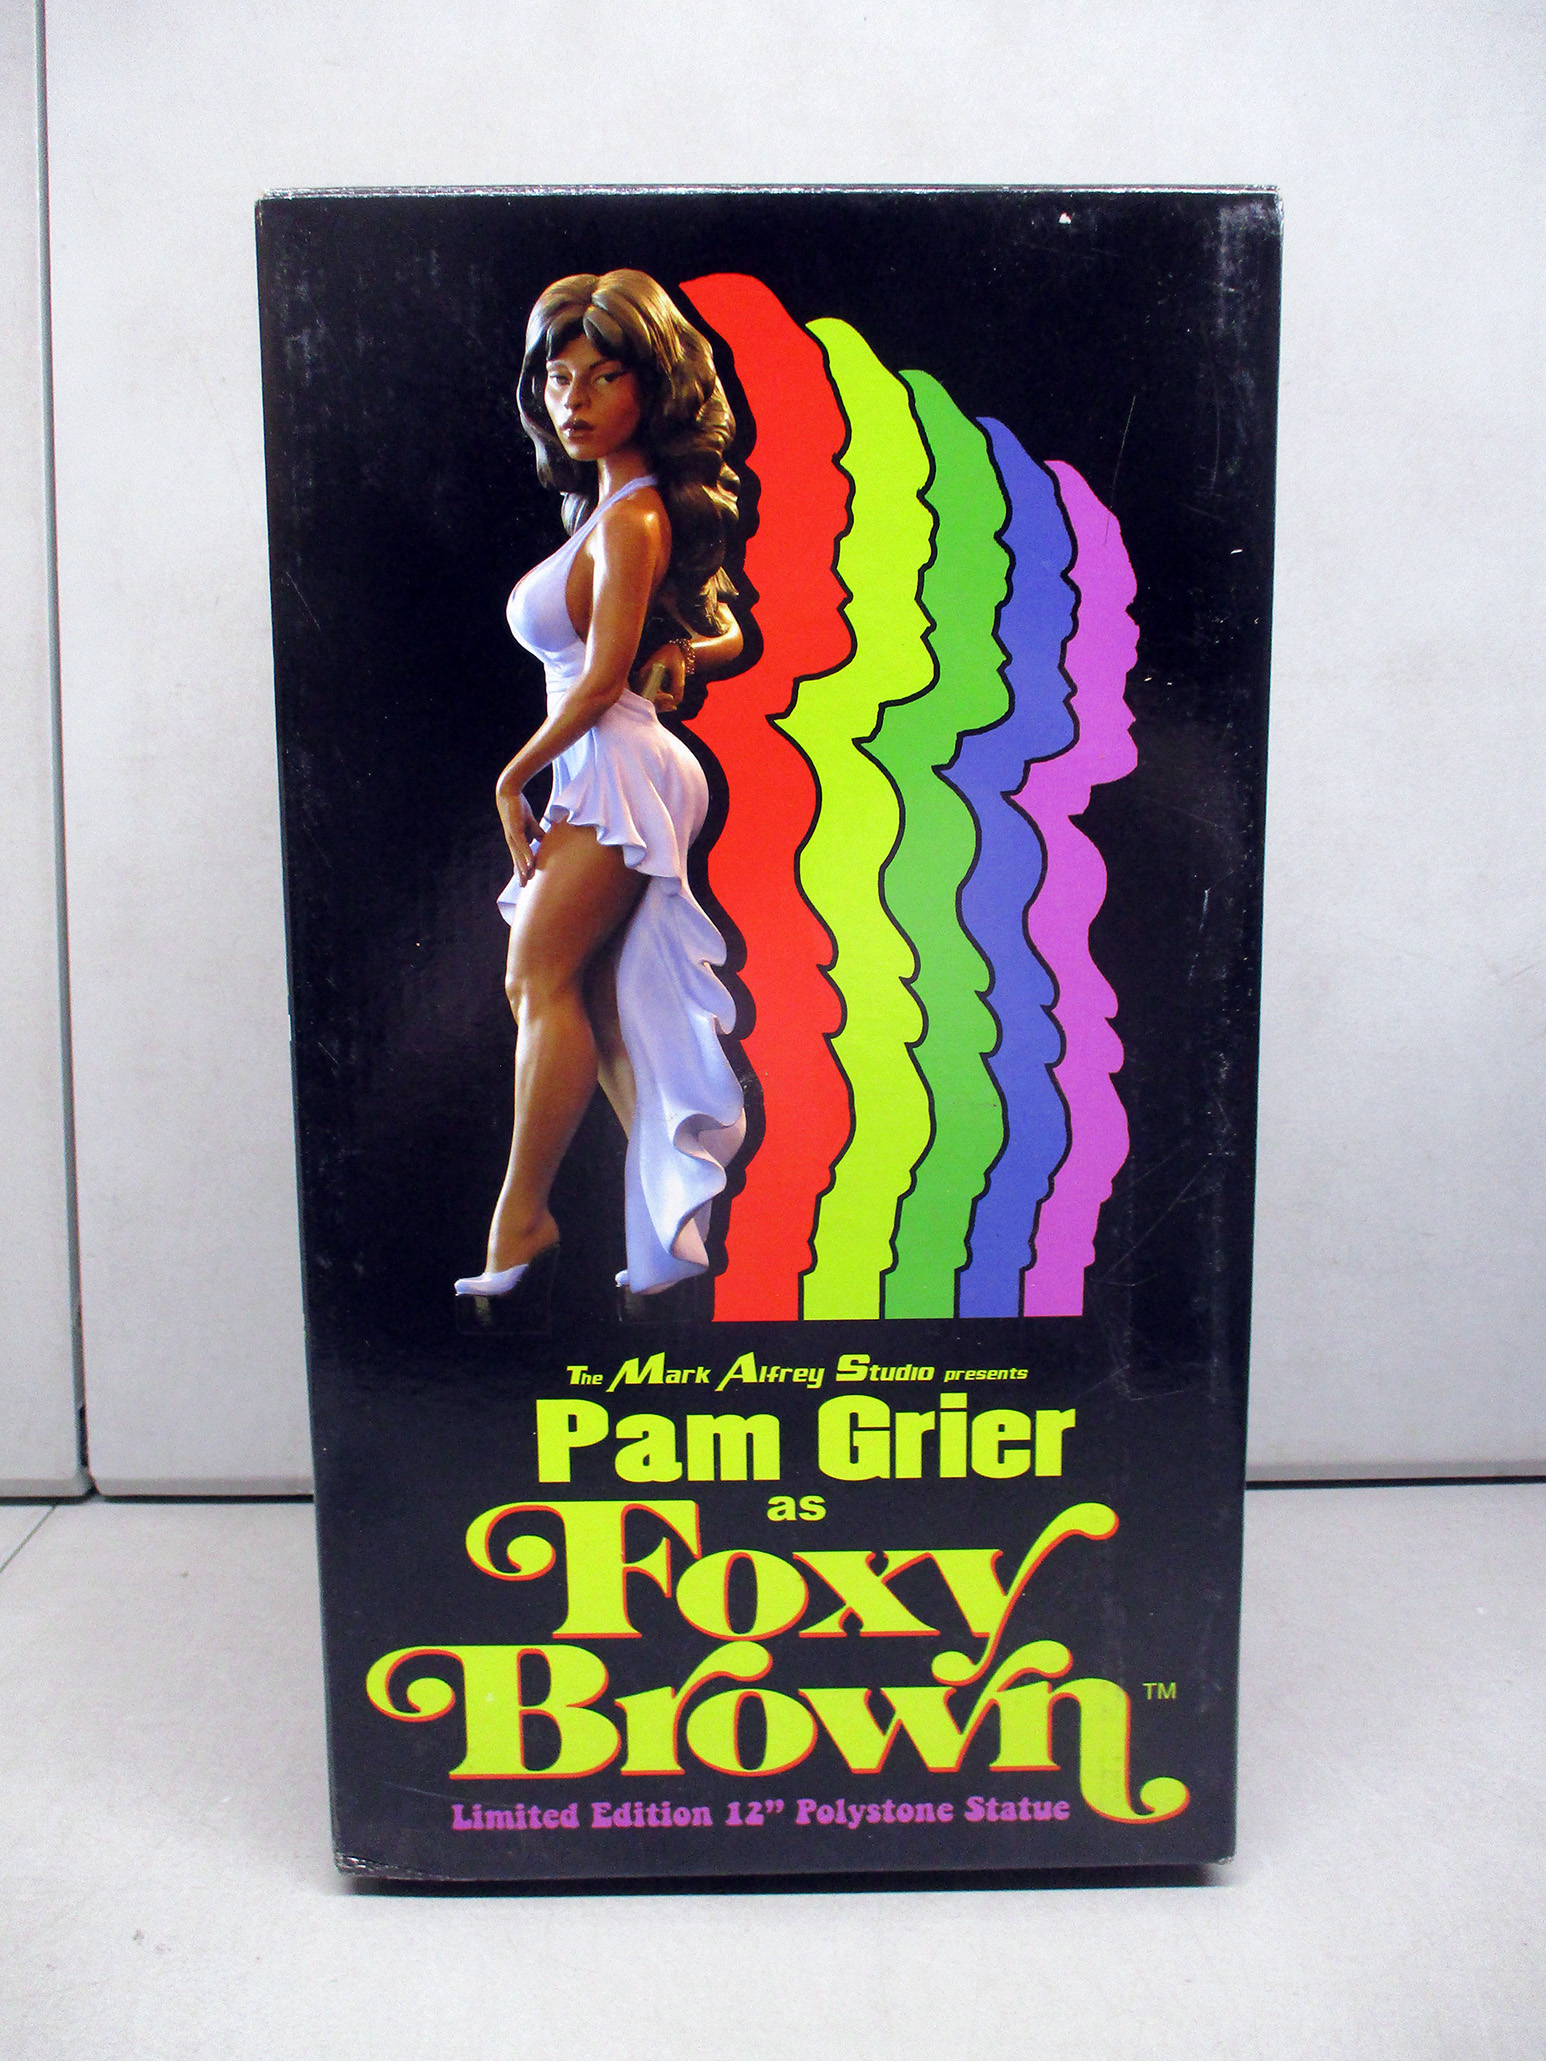 The Mark Alfrey Studio presents
Pam Grier
as
Foxy
Brown™
Limited Edition 12” Polystone Statue